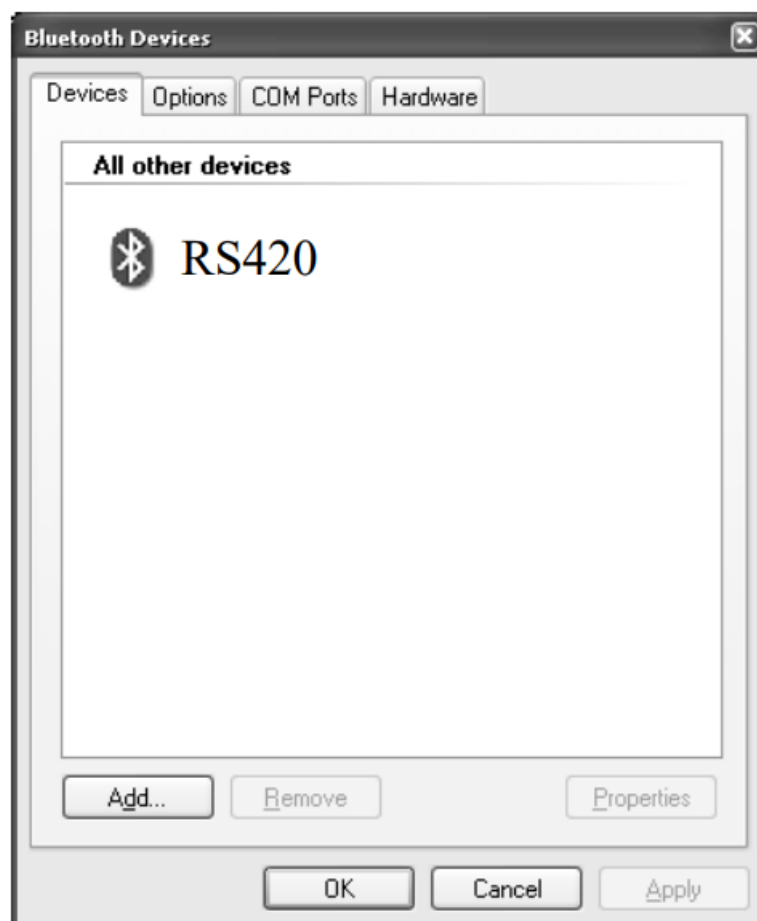 Bluetooth Devices
Devices Options COM Ports Hardware
All other devices
RS420
Add... Remove Properties
OK Cancel Apply